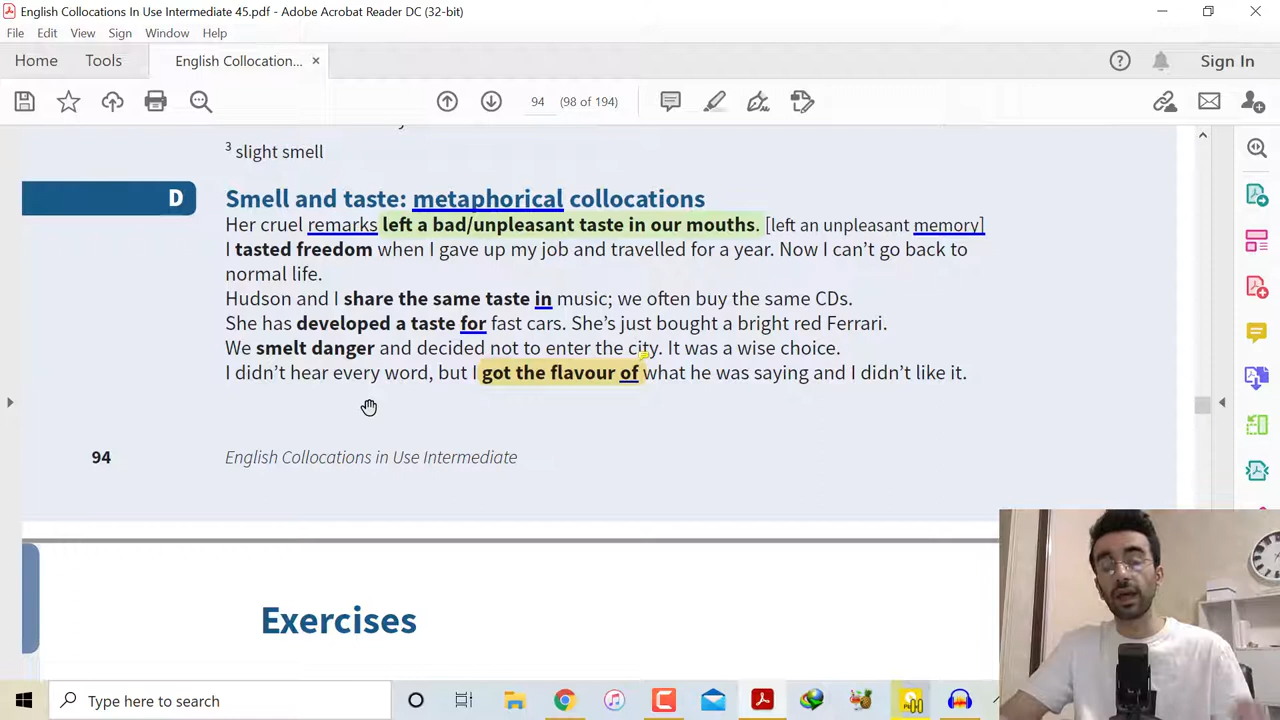 English Collocations In Use Intermediate 45.pdf - Adobe Acrobat Reader DC (32-bit)
File Edit View Sign Window Help
Home Tools English Collocation... × Sign In
94 (98 of 194)
3 slight smell
D Smell and taste: metaphorical collocations
Her cruel remarks left a bad/unpleasant taste in our mouths. [left an unpleasant memory]
I tasted freedom when I gave up my job and travelled for a year. Now I can't go back to
normal life.
Hudson and I share the same taste in music; we often buy the same CDs.
She has developed a taste for fast cars. She's just bought a bright red Ferrari.
We smelt danger and decided not to enter the city. It was a wise choice.
I didn't hear every word, but I got the flavour of what he was saying and I didn't like it.
94 English Collocations in Use Intermediate
Exercises
Type here to search